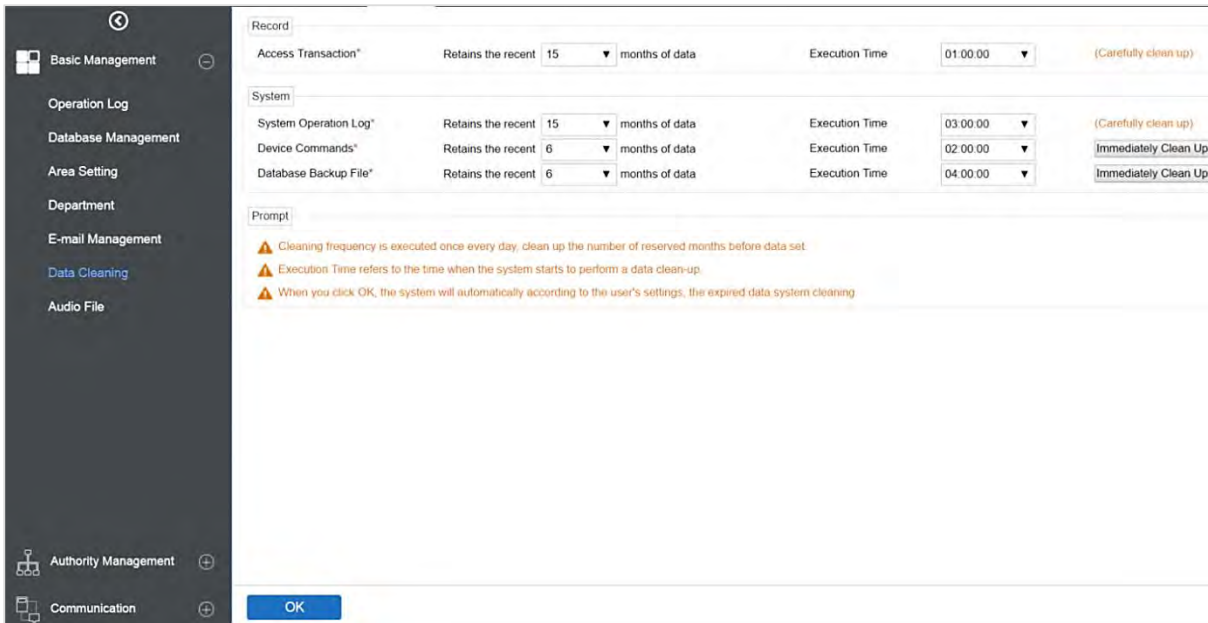 Basic Management
Operation Log
Database Management
Area Setting
Department
E-mail Management
Data Cleaning
Audio File
Authority Management
Communication
Record
Access Transaction* Retains the recent 15 months of data Execution Time 01:00:00 (Carefully clean up)
System
System Operation Log* Retains the recent 15 months of data Execution Time 03:00:00 (Carefully clean up)
Device Commands* Retains the recent 6 months of data Execution Time 02:00:00 Immediately Clean Up
Database Backup File* Retains the recent 6 months of data Execution Time 04:00:00 Immediately Clean Up
Prompt
Cleaning frequency is executed once every day, clean up the number of reserved months before data set.
Execution Time refers to the time when the system starts to perform a data clean-up.
When you click OK, the system will automatically according to the user's settings, the expired data system cleaning
OK